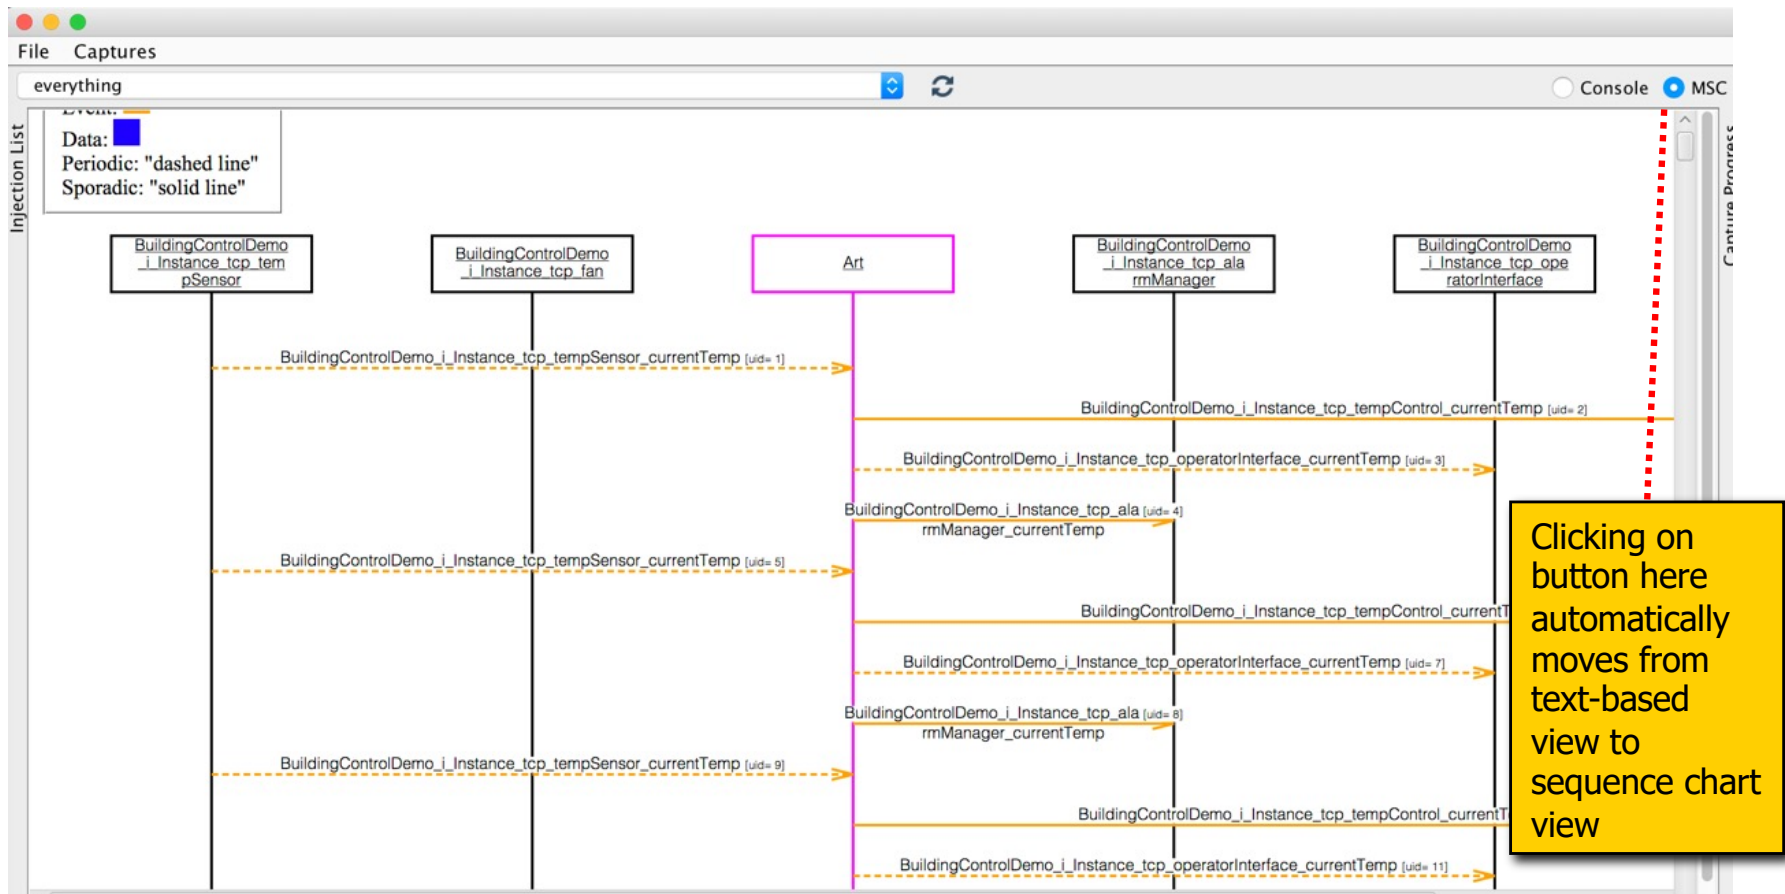 File Captures
everything Console MSC
Injection List
Event:
Data:
Periodic: "dashed line"
Sporadic: "solid line"
Capture Progress
BuildingControlDemo
_i_Instance_tcp_tem
pSensor
BuildingControlDemo
_i_Instance_tcp_fan
Art
BuildingControlDemo
_i_Instance_tcp_ala
rmManager
BuildingControlDemo
_i_Instance_tcp_ope
ratorInterface
BuildingControlDemo_i_Instance_tcp_tempSensor_currentTemp [uid= 1]
BuildingControlDemo_i_Instance_tcp_tempControl_currentTemp [uid= 2]
BuildingControlDemo_i_Instance_tcp_operatorInterface_currentTemp [uid= 3]
BuildingControlDemo_i_Instance_tcp_ala [uid= 4]
rmManager_currentTemp
BuildingControlDemo_i_Instance_tcp_tempSensor_currentTemp [uid= 5]
BuildingControlDemo_i_Instance_tcp_tempControl_currentT
BuildingControlDemo_i_Instance_tcp_operatorInterface_currentTemp [uid= 7]
BuildingControlDemo_i_Instance_tcp_ala [uid= 8]
rmManager_currentTemp
BuildingControlDemo_i_Instance_tcp_tempSensor_currentTemp [uid= 9]
BuildingControlDemo_i_Instance_tcp_tempControl_currentT
BuildingControlDemo_i_Instance_tcp_operatorInterface_currentTemp [uid= 11]
Clicking on
button here
automatically
moves from
text-based
view to
sequence chart
view